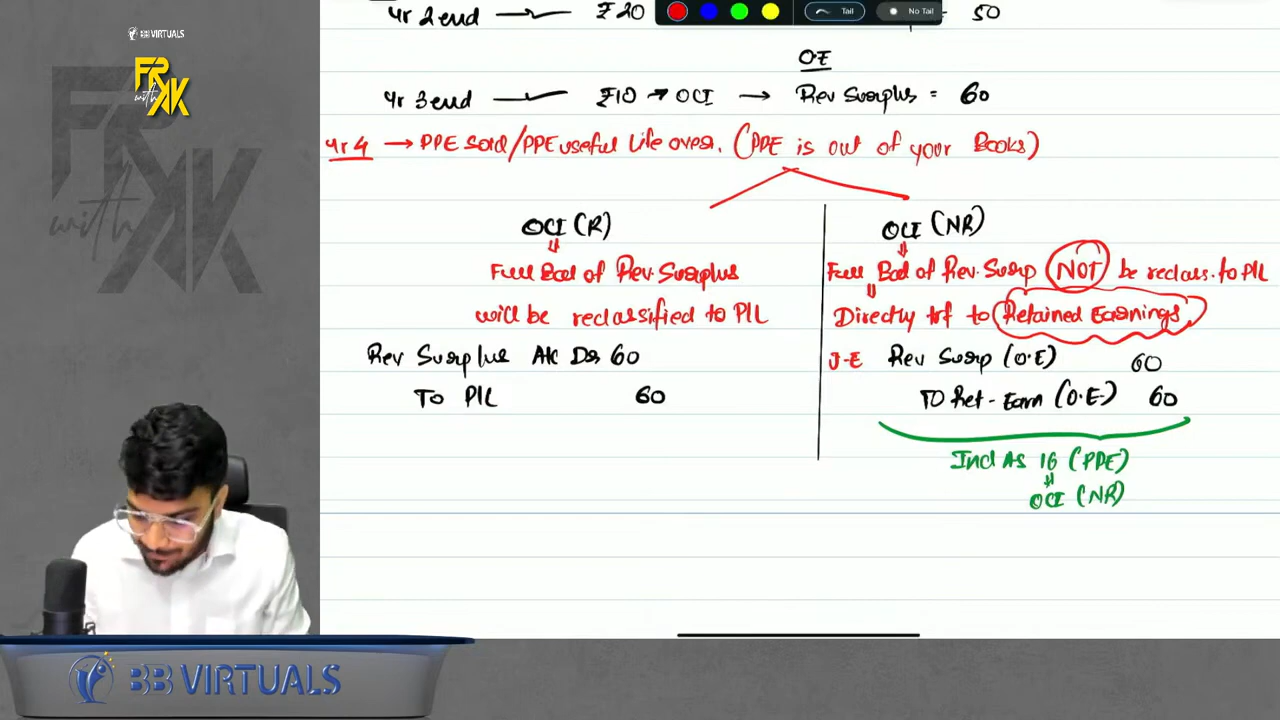 Yr 2 end → ₹20 = 50
Tail
No Tail
BB VIRTUALS
FR with AK
O.E
Yr 3 end → ₹10 → OCI → Rev Surplus = 60
Yr 4 → PPE sold/PPE useful life over. (PPE is out of your Books)
OCI (R)
OCI (NR)
Full Bal of Rev. Surplus
will be reclassified to P/L
Full Bal of Rev. Surp NOT be reclass. to P/L
Directly trf to Retained Earnings,
Rev Surplus A/c Dr 60
To P/L 60
J.E Rev Surp (O.E) 60
To Ret-Earn (O.E) 60
Ind AS 16 (PPE)
OCI (NR)
FR with AK
BB VIRTUALS